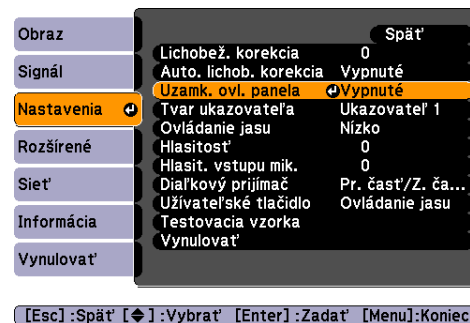 Obraz
Signál
Nastavenia
Rozšírené
Sieť
Informácia
Vynulovať
Späť
Lichobež. korekcia 0
Auto. lichob. korekcia Vypnuté
Uzamk. ovl. panela Vypnuté
Tvar ukazovateľa Ukazovateľ 1
Ovládanie jasu Nízko
Hlasitosť 0
Hlasit. vstupu mik. 0
Diaľkový prijímač Pr. časť/Z. ča...
Užívateľské tlačidlo Ovládanie jasu
Testovacia vzorka
Vynulovať
[Esc] :Späť [◆] :Vybrať [Enter] :Zadať [Menu]:Koniec